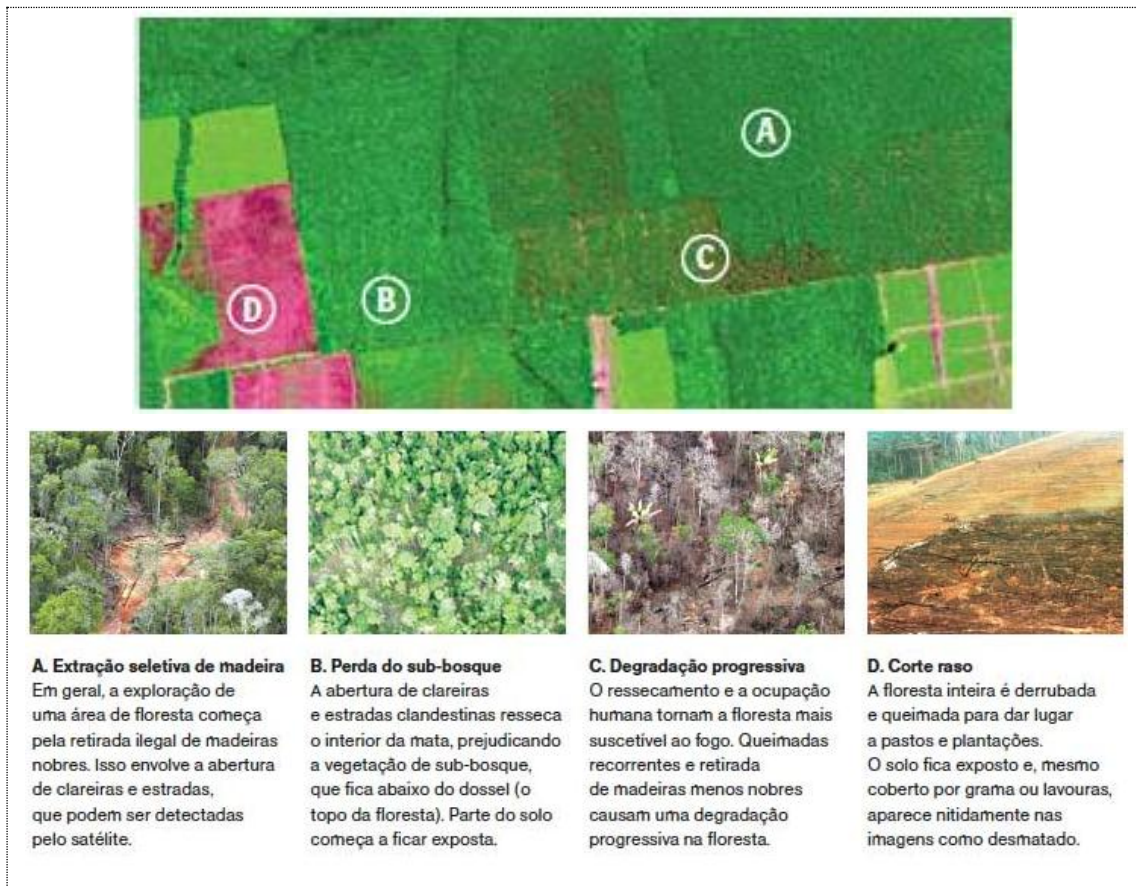 A
C
B
D
A. Extração seletiva de madeira
Em geral, a exploração de
uma área de floresta começa
pela retirada ilegal de madeiras
nobres. Isso envolve a abertura
de clareiras e estradas,
que podem ser detectadas
pelo satélite.
B. Perda do sub-bosque
A abertura de clareiras
e estradas clandestinas resseca
o interior da mata, prejudicando
a vegetação de sub-bosque,
que fica abaixo do dossel (o
topo da floresta). Parte do solo
começa a ficar exposta.
C. Degradação progressiva
O ressecamento e a ocupação
humana tornam a floresta mais
suscetível ao fogo. Queimadas
recorrentes e retirada
de madeiras menos nobres
causam uma degradação
progressiva na floresta.
D. Corte raso
A floresta inteira é derrubada
e queimada para dar lugar
a pastos e plantações.
O solo fica exposto e, mesmo
coberto por grama ou lavouras,
aparece nitidamente nas
imagens como desmatado.